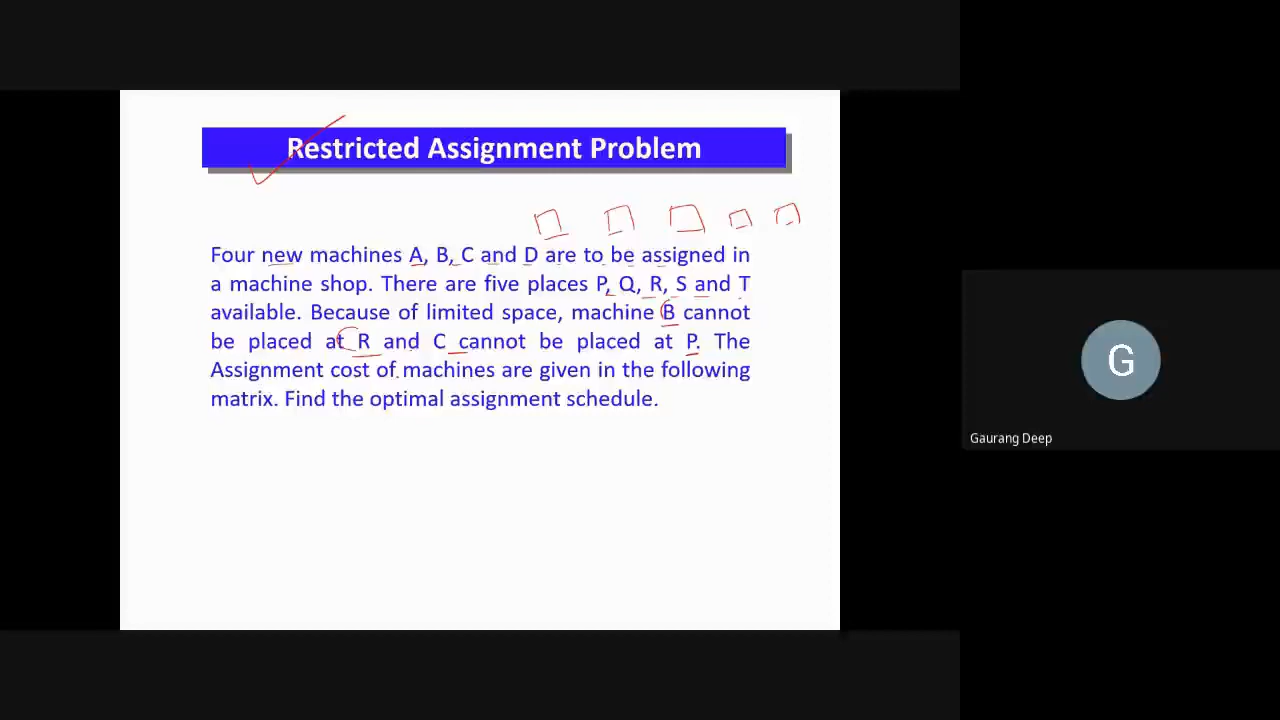 Restricted Assignment Problem
Four new machines A, B, C and D are to be assigned in
a machine shop. There are five places P, Q, R, S and T
available. Because of limited space, machine B cannot
be placed at R and C cannot be placed at P. The
Assignment cost of machines are given in the following
matrix. Find the optimal assignment schedule.
G
Gaurang Deep